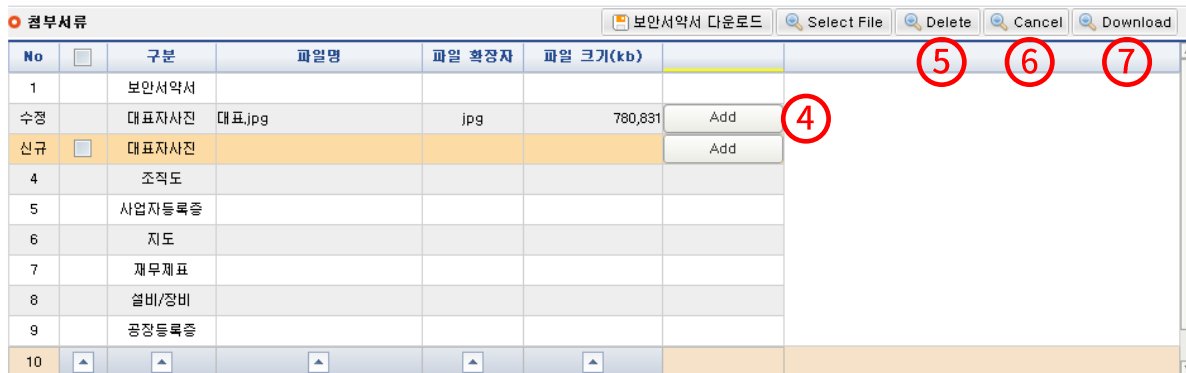 첨부서류 보안서약서 다운로드 Select File Delete Cancel Download
No 구분 파일명 파일 확장자 파일 크기(kb) ⑤ ⑥ ⑦
1 보안서약서
수정 대표자사진 대표.jpg jpg 780,831 Add ④
신규 대표자사진 Add
4 조직도
5 사업자등록증
6 지도
7 재무제표
8 설비/장비
9 공장등록증
10